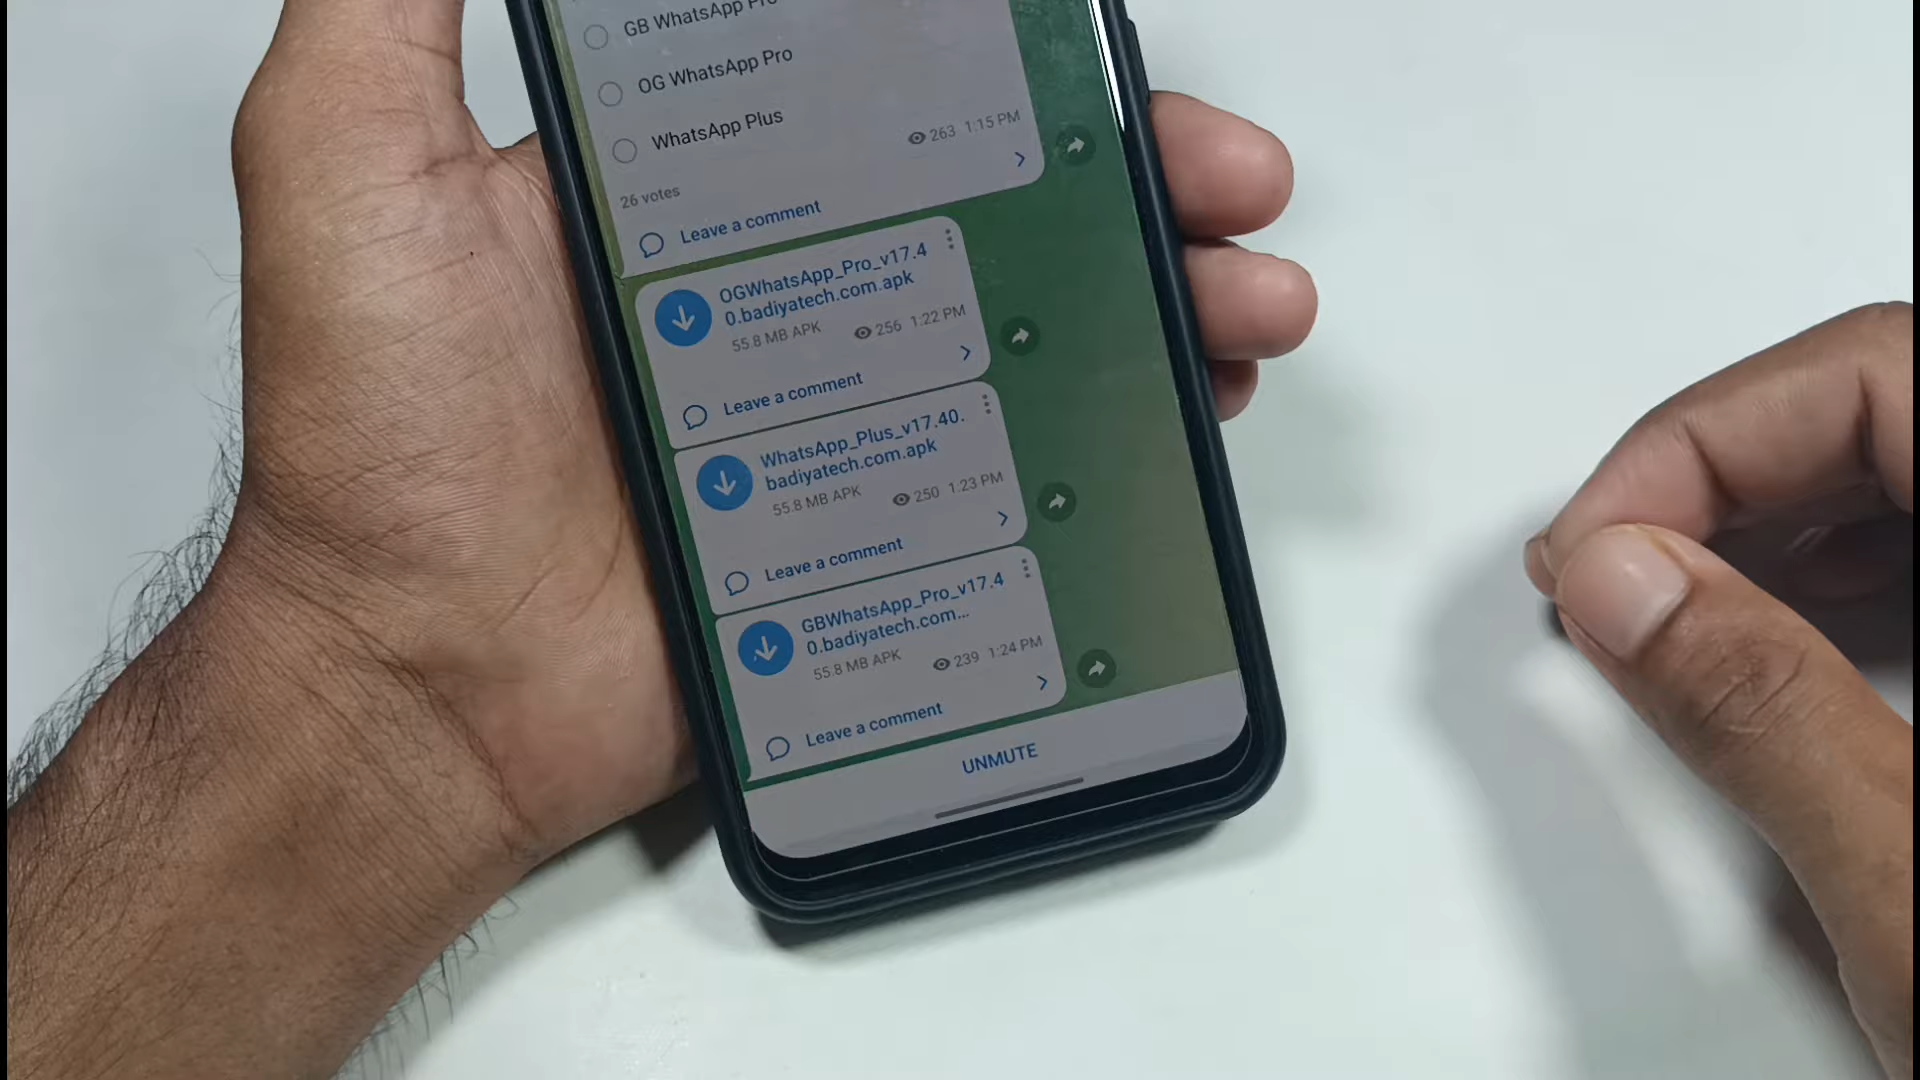 GB WhatsApp Pro
OG WhatsApp Pro
WhatsApp Plus
263 1:15 PM
26 votes
Leave a comment
OGWhatsApp_Pro_v17.4
0.badiyatech.com.apk
55.8 MB APK 256 1:22 PM
Leave a comment
WhatsApp_Plus_v17.40.
badiyatech.com.apk
55.8 MB APK 250 1:23 PM
Leave a comment
GBWhatsApp_Pro_v17.4
0.badiyatech.com...
55.8 MB APK 239 1:24 PM
Leave a comment
UNMUTE